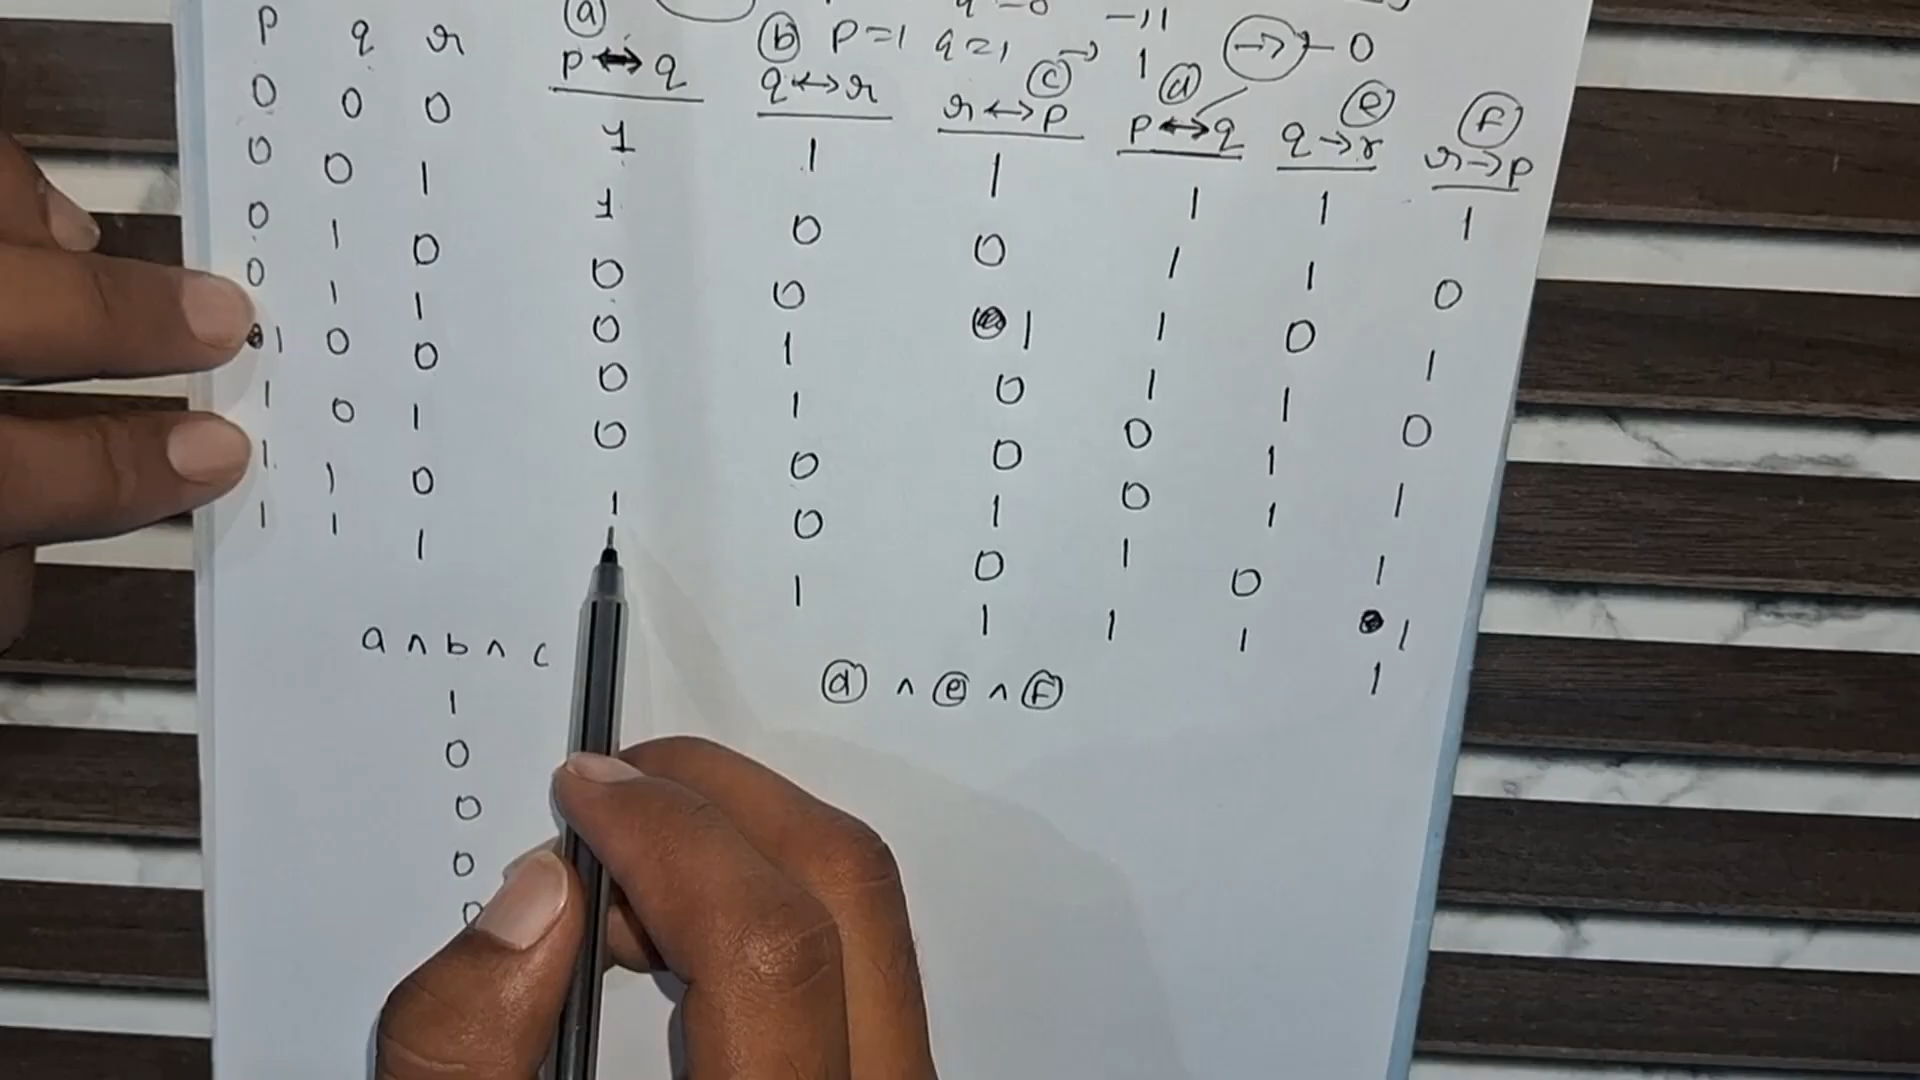 (b) p=1 q=1 → 1 (→)— 0
p q r (a) p↔q q↔r (c) r↔p (d) p↔q (e) q→r (f) r→p
0 0 0 1 1 1 1 1 1
0 0 1 1 0 0 1 1 0
0 1 0 0 0 1 1 0 1
0 1 1 0 1 0 1 1 0
1 0 0 0 1 0 0 1 1
1 0 1 0 0 1 0 1 1
1 1 0 1 0 0 1 0 1
1 1 1 1 1 1 1 1
a ∧ b ∧ c (d) ∧ (e) ∧ (f)
1
0
0
0
0